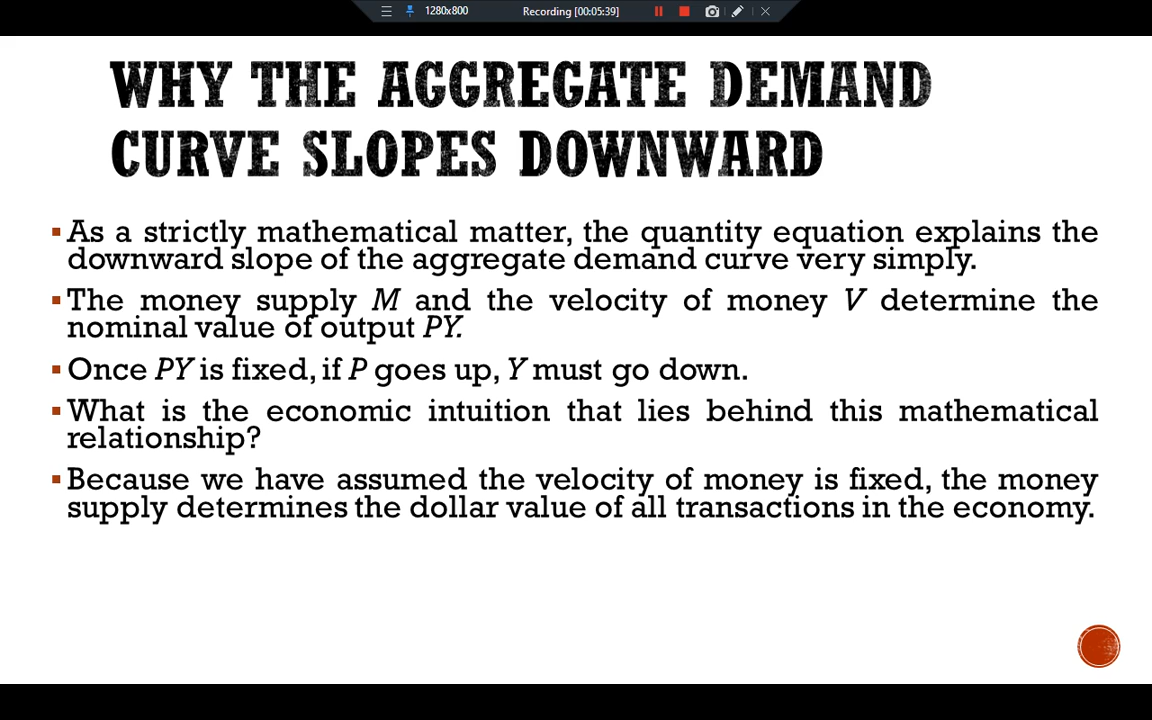 1280x800
Recording [00:05:39]
WHY THE AGGREGATE DEMAND
CURVE SLOPES DOWNWARD
▪As a strictly mathematical matter, the quantity equation explains the
downward slope of the aggregate demand curve very simply.
▪The money supply M and the velocity of money V determine the
nominal value of output PY.
▪Once PY is fixed, if P goes up, Y must go down.
▪What is the economic intuition that lies behind this mathematical
relationship?
▪Because we have assumed the velocity of money is fixed, the money
supply determines the dollar value of all transactions in the economy.